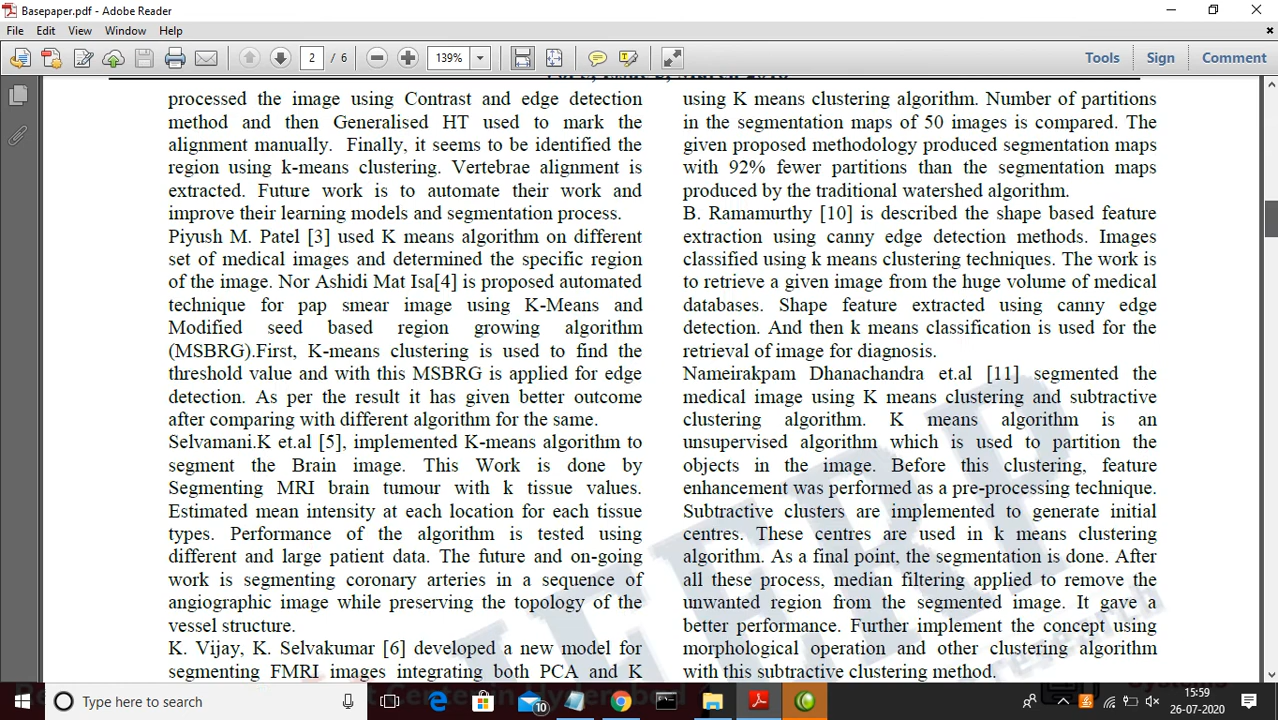 Basepaper.pdf - Adobe Reader
File Edit View Window Help
2 / 6 139% Tools Sign Comment
processed the image using Contrast and edge detection
method and then Generalised HT used to mark the
alignment manually. Finally, it seems to be identified the
region using k-means clustering. Vertebrae alignment is
extracted. Future work is to automate their work and
improve their learning models and segmentation process.
Piyush M. Patel [3] used K means algorithm on different
set of medical images and determined the specific region
of the image. Nor Ashidi Mat Isa[4] is proposed automated
technique for pap smear image using K-Means and
Modified seed based region growing algorithm
(MSBRG).First, K-means clustering is used to find the
threshold value and with this MSBRG is applied for edge
detection. As per the result it has given better outcome
after comparing with different algorithm for the same.
Selvamani.K et.al [5], implemented K-means algorithm to
segment the Brain image. This Work is done by
Segmenting MRI brain tumour with k tissue values.
Estimated mean intensity at each location for each tissue
types. Performance of the algorithm is tested using
different and large patient data. The future and on-going
work is segmenting coronary arteries in a sequence of
angiographic image while preserving the topology of the
vessel structure.
K. Vijay, K. Selvakumar [6] developed a new model for
segmenting FMRI images integrating both PCA and K
using K means clustering algorithm. Number of partitions
in the segmentation maps of 50 images is compared. The
given proposed methodology produced segmentation maps
with 92% fewer partitions than the segmentation maps
produced by the traditional watershed algorithm.
B. Ramamurthy [10] is described the shape based feature
extraction using canny edge detection methods. Images
classified using k means clustering techniques. The work is
to retrieve a given image from the huge volume of medical
databases. Shape feature extracted using canny edge
detection. And then k means classification is used for the
retrieval of image for diagnosis.
Nameirakpam Dhanachandra et.al [11] segmented the
medical image using K means clustering and subtractive
clustering algorithm. K means algorithm is an
unsupervised algorithm which is used to partition the
objects in the image. Before this clustering, feature
enhancement was performed as a pre-processing technique.
Subtractive clusters are implemented to generate initial
centres. These centres are used in k means clustering
algorithm. As a final point, the segmentation is done. After
all these process, median filtering applied to remove the
unwanted region from the segmented image. It gave a
better performance. Further implement the concept using
morphological operation and other clustering algorithm
with this subtractive clustering method.
IFERP
research
Type here to search
10
15:59
26-07-2020